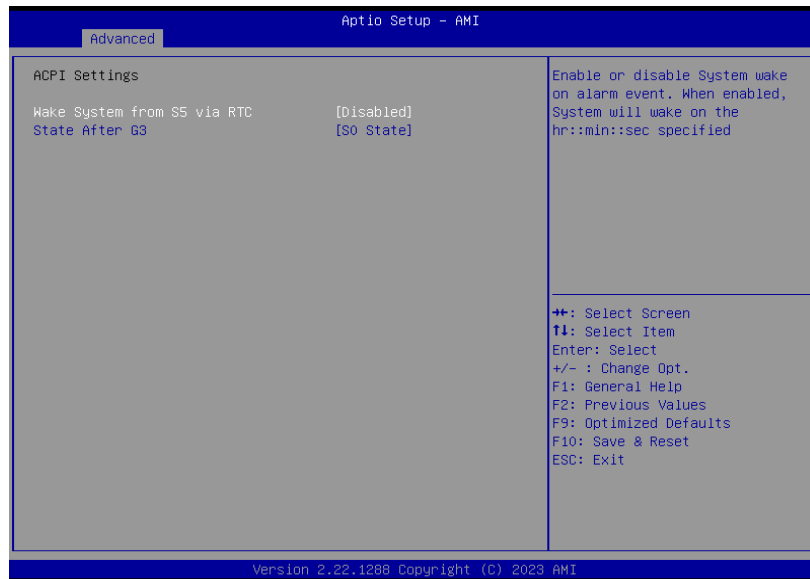 Aptio Setup – AMI
Advanced
ACPI Settings
Wake System from S5 via RTC [Disabled]
State After G3 [S0 State]
Enable or disable System wake
on alarm event. When enabled,
System will wake on the
hr::min::sec specified
→←: Select Screen
↑↓: Select Item
Enter: Select
+/- : Change Opt.
F1: General Help
F2: Previous Values
F9: Optimized Defaults
F10: Save & Reset
ESC: Exit
Version 2.22.1288 Copyright (C) 2023 AMI